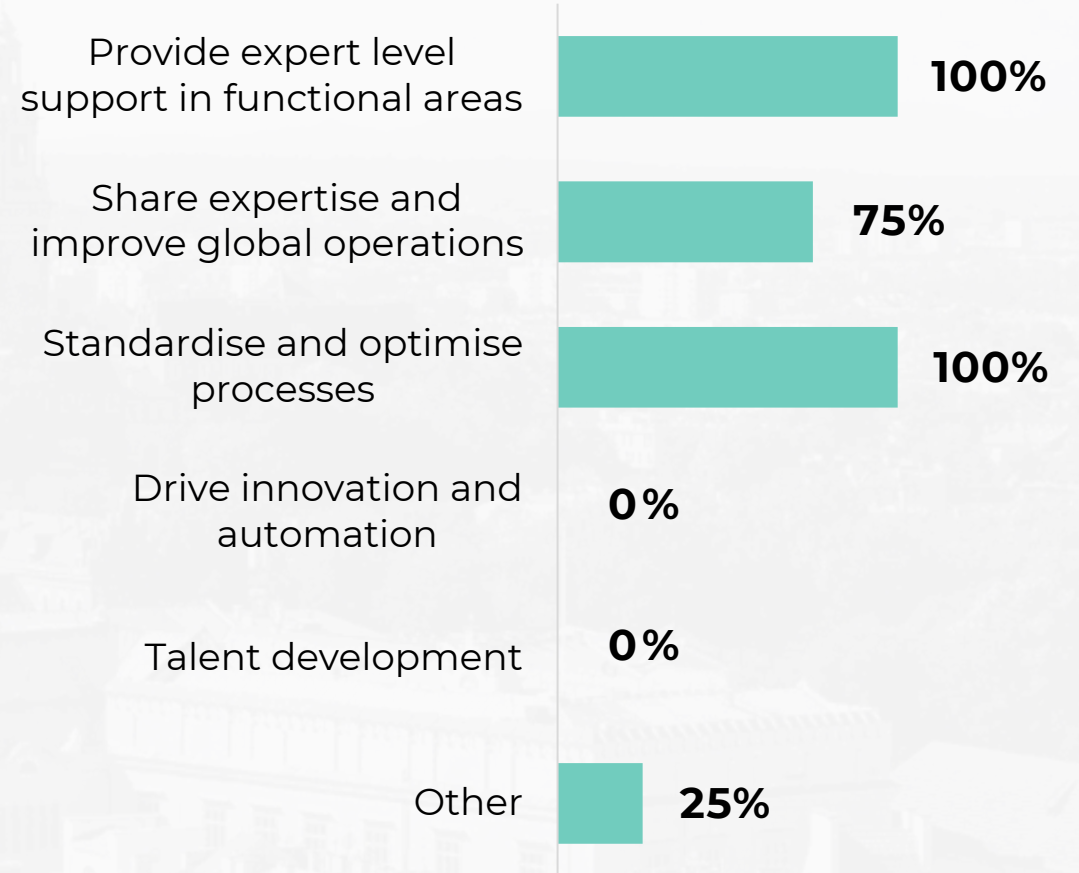 Provide expert level
support in functional areas
100%
Share expertise and
improve global operations
75%
Standardise and optimise
processes
100%
Drive innovation and
automation
0%
Talent development
0%
Other
25%